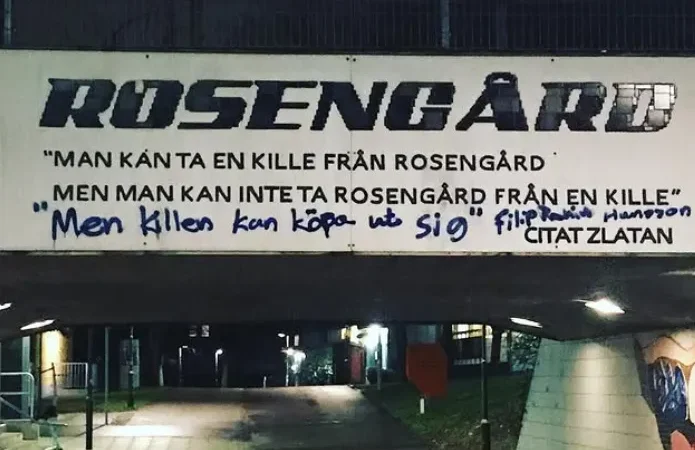 ROSENGÅRD
"MAN KAN TA EN KILLE FRÅN ROSENGÅRD
MEN MAN KAN INTE TA ROSENGÅRD FRÅN EN KILLE"
"Men killen kan köpa ut sig" Filip Hansson
CITAT ZLATAN